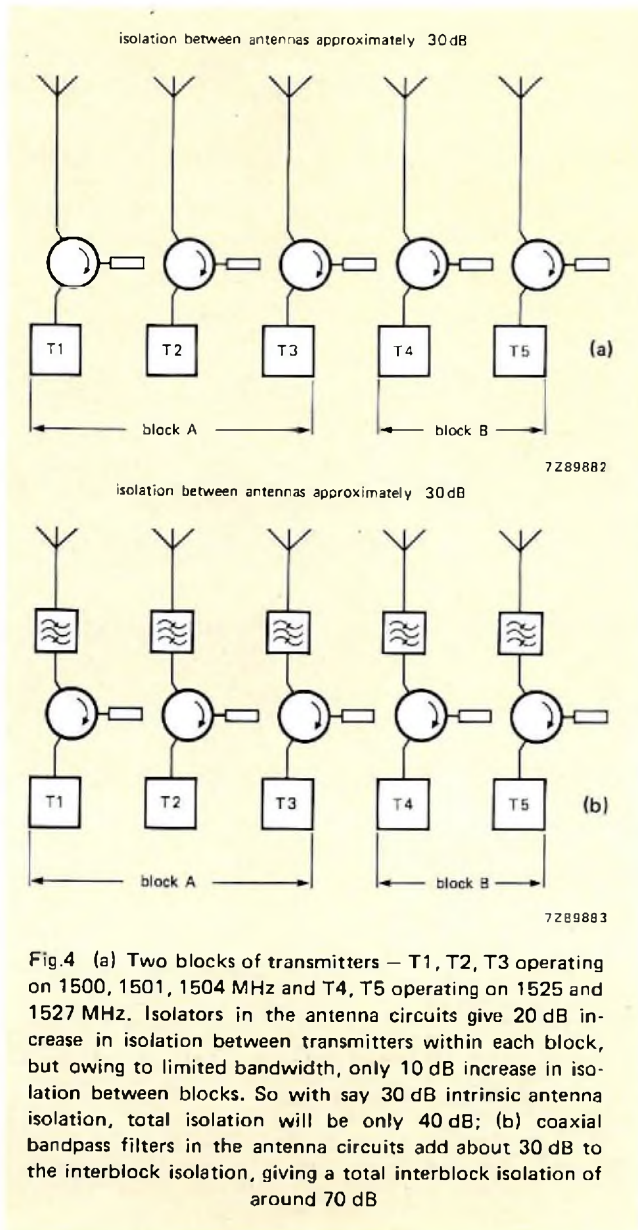 isolation between antennas approximately 30 dB
T1 T2 T3 T4 T5 (a)
block A block B
7Z89882
isolation between antennas approximately 30 dB
T1 T2 T3 T4 T5 (b)
block A block B
7Z89883
Fig.4 (a) Two blocks of transmitters — T1, T2, T3 operating
on 1500, 1501, 1504 MHz and T4, T5 operating on 1525 and
1527 MHz. Isolators in the antenna circuits give 20 dB in-
crease in isolation between transmitters within each block,
but owing to limited bandwidth, only 10 dB increase in iso-
lation between blocks. So with say 30 dB intrinsic antenna
isolation, total isolation will be only 40 dB; (b) coaxial
bandpass filters in the antenna circuits add about 30 dB to
the interblock isolation, giving a total interblock isolation of
around 70 dB